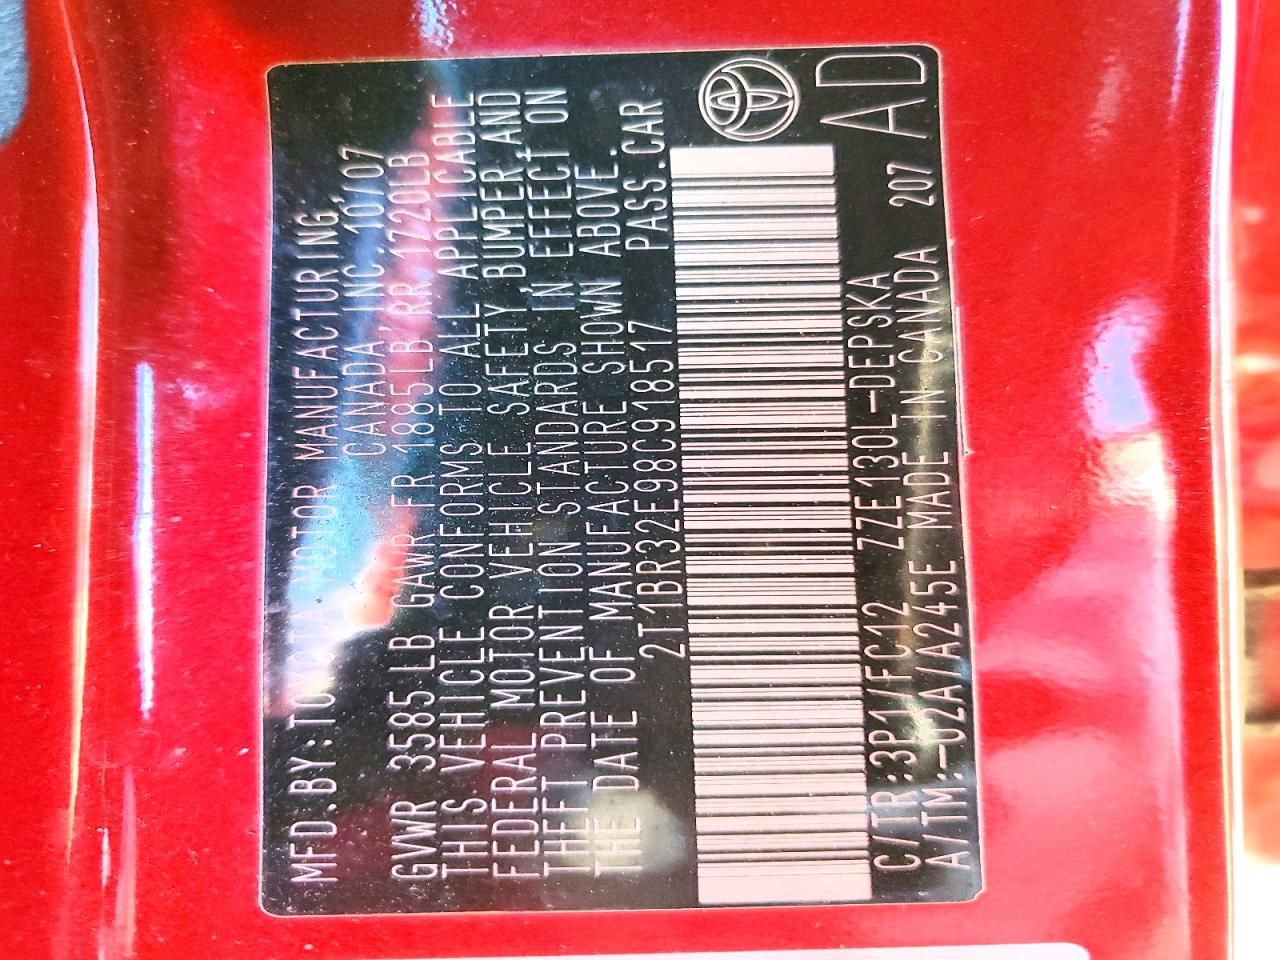 MFD.BY:TOYOTA MOTOR MANUFACTURING,
CANADA INC. 10/07
GVWR 3585 LB GAWR FR 1885LB RR 1720LB
THIS VEHICLE CONFORMS TO ALL APPLICABLE
FEDERAL MOTOR VEHICLE SAFETY,BUMPER AND
THEFT PREVENTION STANDARDS IN EFFECT ON
THE DATE OF MANUFACTURE SHOWN ABOVE.
2T1BR32E98C918517 PASS.CAR
C/TR:3P1/FC12 ZZE130L-DEPSKA
A/TM:-02A/A245E MADE IN CANADA 207 AD